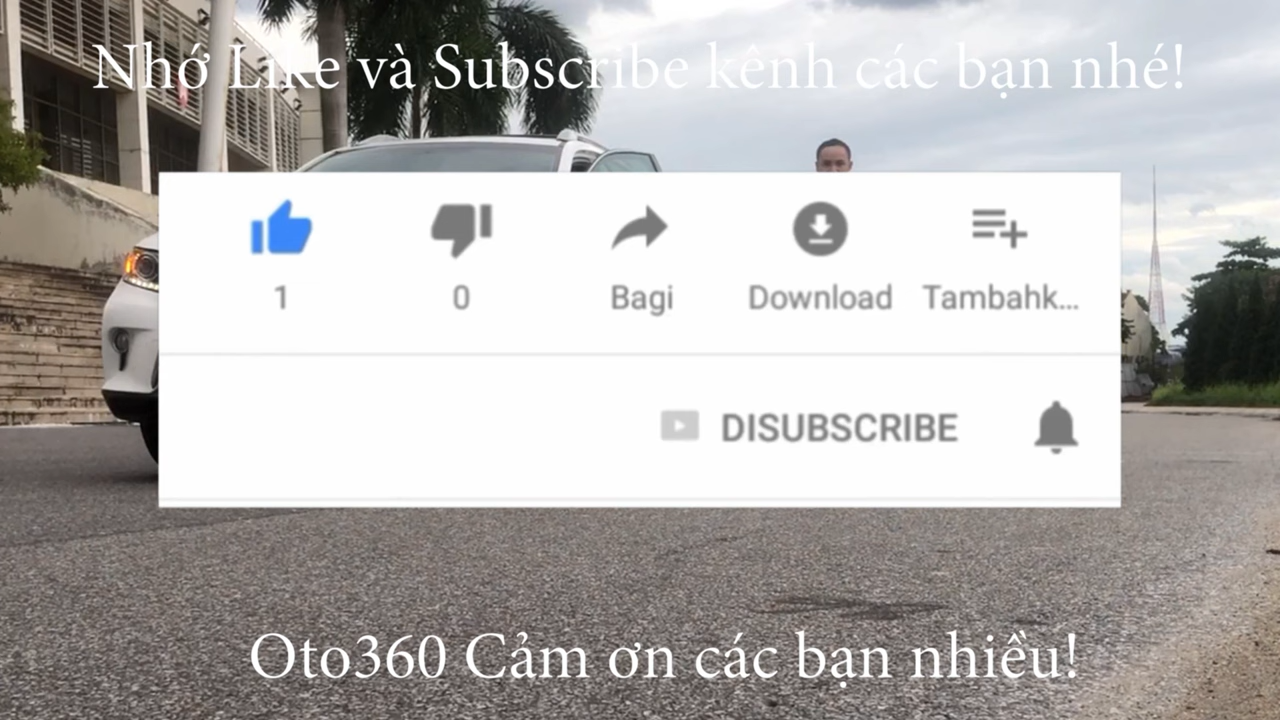 Nhớ Like và Subscribe kênh các bạn nhé!
1 0 Bagi Download Tambahk...
DISUBSCRIBE
Oto360 Cảm ơn các bạn nhiều!